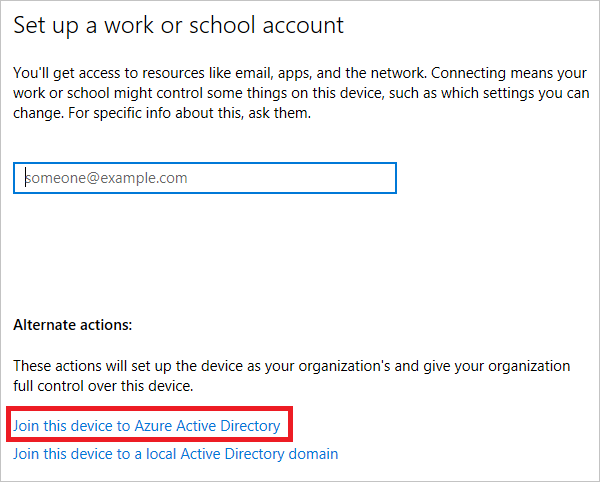 Set up a work or school account
You'll get access to resources like email, apps, and the network. Connecting means your
work or school might control some things on this device, such as which settings you can
change. For specific info about this, ask them.
someone@example.com
Alternate actions:
These actions will set up the device as your organization's and give your organization
full control over this device.
Join this device to Azure Active Directory
Join this device to a local Active Directory domain